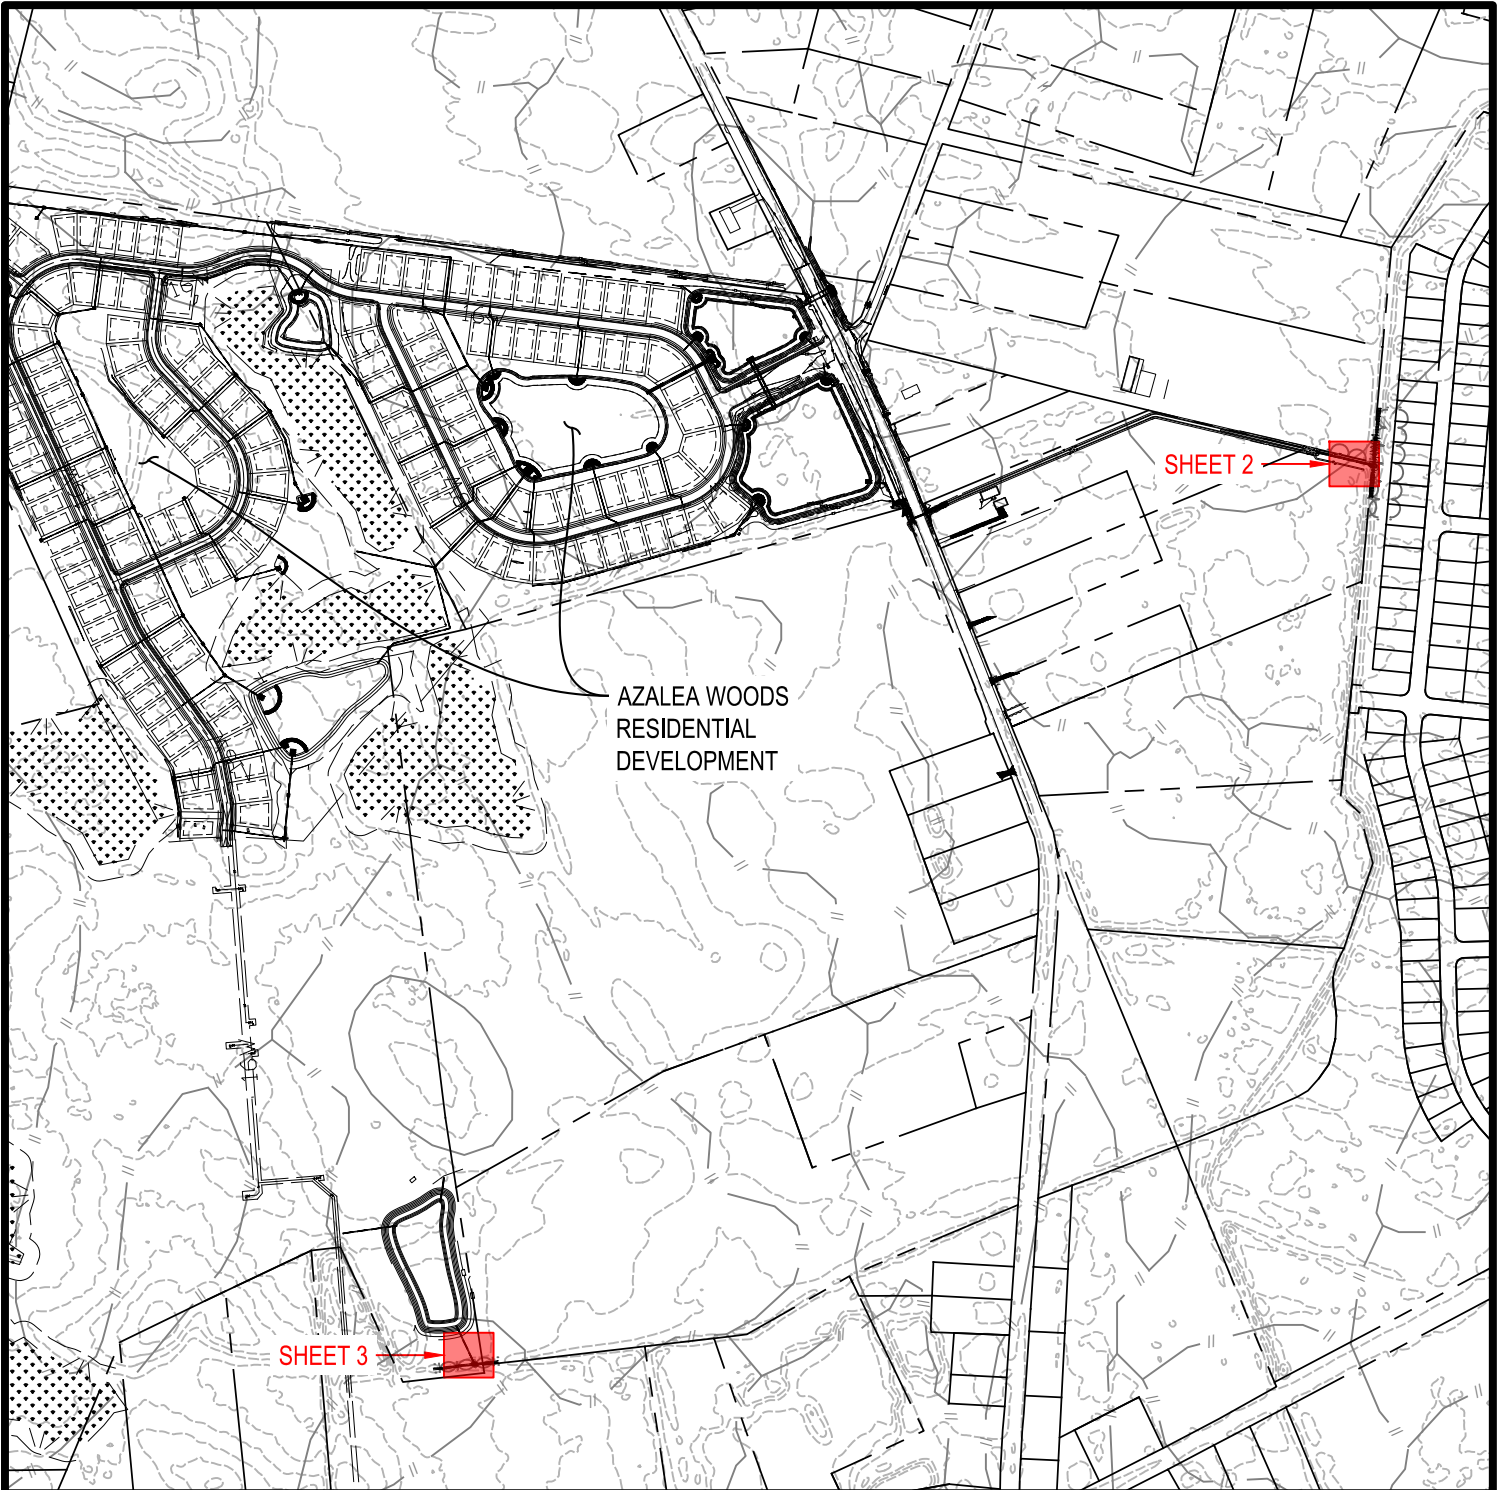 SHEET 2
AZALEA WOODS
RESIDENTIAL
DEVELOPMENT
SHEET 3